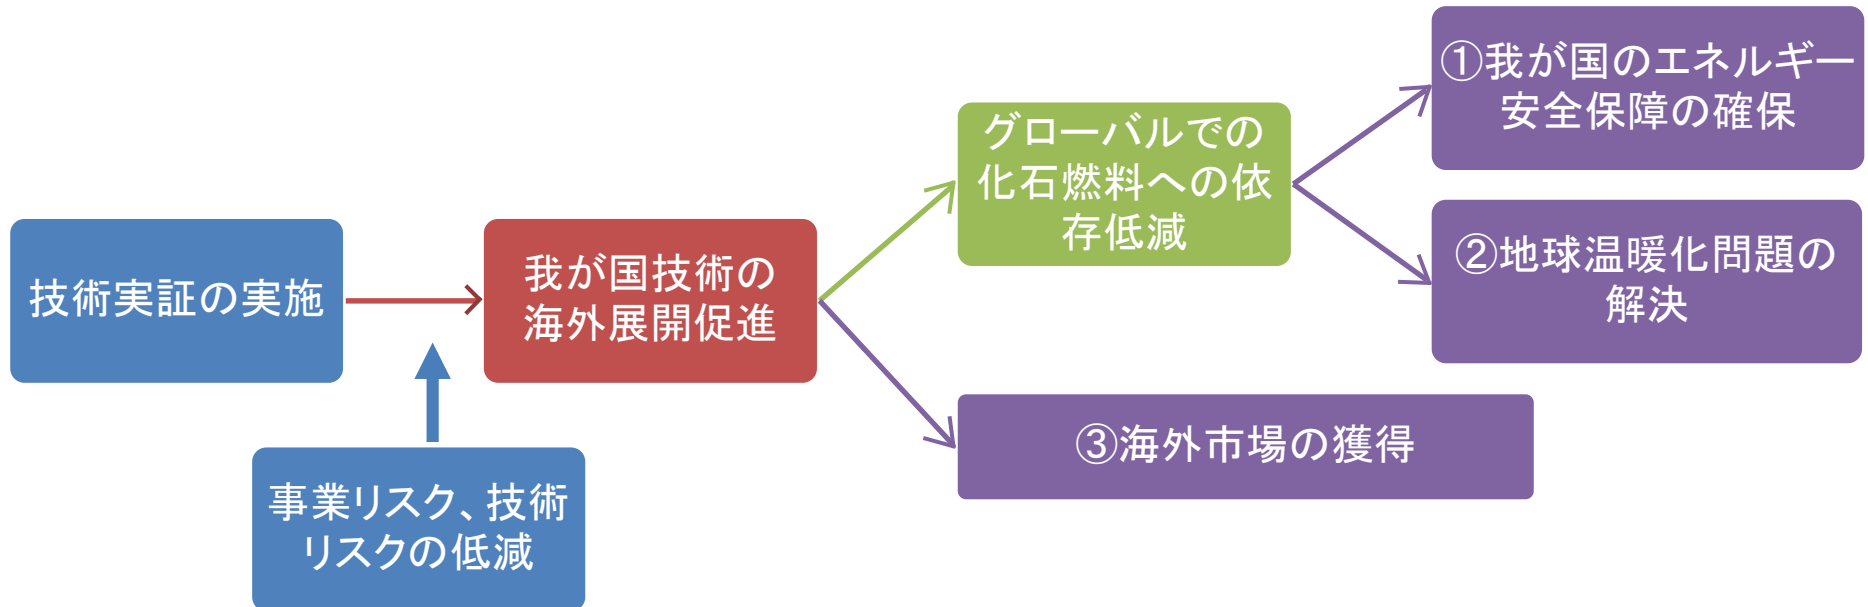 技術実証の実施
事業リスク、技術
リスクの低減
我が国技術の
海外展開促進
グローバルでの
化石燃料への依
存低減
①我が国のエネルギー
安全保障の確保
②地球温暖化問題の
解決
③海外市場の獲得